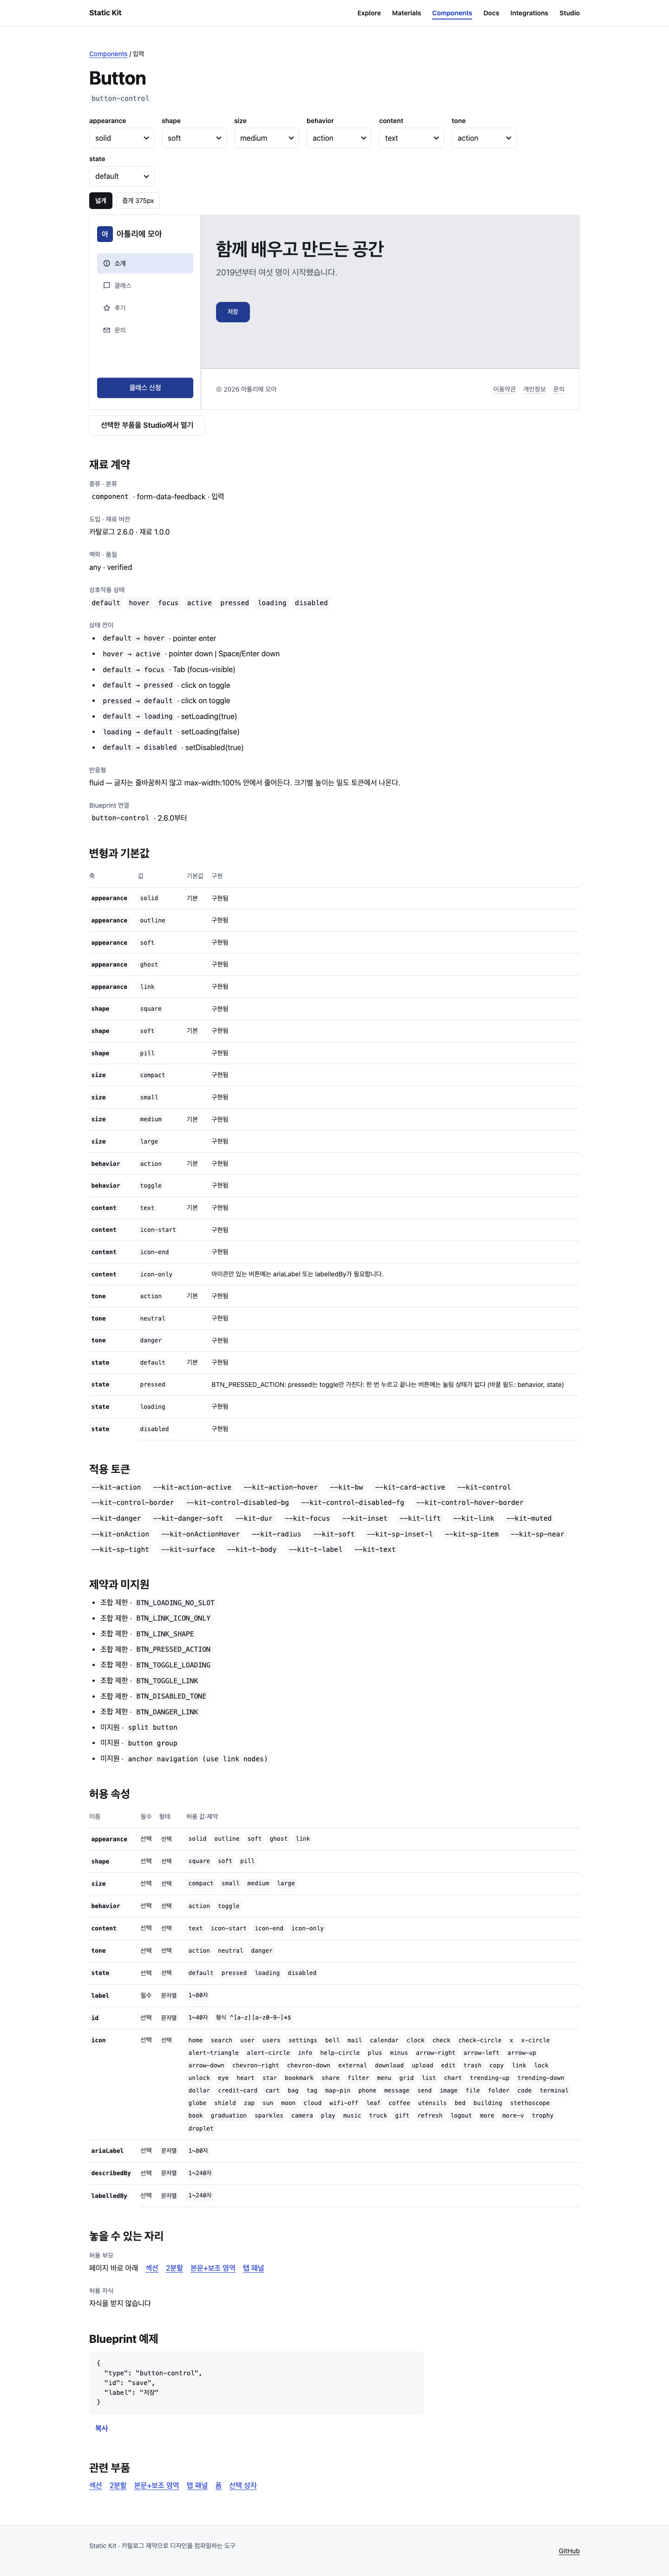 Static Kit
Explore Materials Components Docs Integrations Studio
Components / 입력
Button
button-control
appearance shape size behavior content tone
solid soft medium action text action
state
default
넓게 좁게 375px
아 아틀리에 모아
소개
클래스
후기
문의
클래스 신청
함께 배우고 만드는 공간
2019년부터 여섯 명이 시작했습니다.
저장
© 2026 아틀리에 모아
이용약관 개인정보 문의
선택한 부품을 Studio에서 열기
재료 계약
종류 · 분류
component · form-data-feedback · 입력
도입 · 재료 버전
카탈로그 2.6.0 · 재료 1.0.0
맥락 · 품질
any · verified
상호작용 상태
default hover focus active pressed loading disabled
상태 전이
default → hover · pointer enter
hover → active · pointer down | Space/Enter down
default → focus · Tab (focus-visible)
default → pressed · click on toggle
pressed → default · click on toggle
default → loading · setLoading(true)
loading → default · setLoading(false)
default → disabled · setDisabled(true)
반응형
fluid — 글자는 줄바꿈하지 않고 max-width:100% 안에서 줄어든다. 크기별 높이는 밀도 토큰에서 나온다.
Blueprint 연결
button-control · 2.6.0부터
변형과 기본값
축 값 기본값 구현
appearance solid 기본 구현됨
appearance outline 구현됨
appearance soft 구현됨
appearance ghost 구현됨
appearance link 구현됨
shape square 구현됨
shape soft 기본 구현됨
shape pill 구현됨
size compact 구현됨
size small 구현됨
size medium 기본 구현됨
size large 구현됨
behavior action 기본 구현됨
behavior toggle 구현됨
content text 기본 구현됨
content icon-start 구현됨
content icon-end 구현됨
content icon-only 아이콘만 있는 버튼에는 ariaLabel 또는 labelledBy가 필요합니다.
tone action 기본 구현됨
tone neutral 구현됨
tone danger 구현됨
state default 기본 구현됨
state pressed BTN_PRESSED_ACTION: pressed는 toggle만 가진다: 한 번 누르고 끝나는 버튼에는 눌림 상태가 없다 (바꿀 필드: behavior, state)
state loading 구현됨
state disabled 구현됨
적용 토큰
--kit-action --kit-action-active --kit-action-hover --kit-bw --kit-card-active --kit-control
--kit-control-border --kit-control-disabled-bg --kit-control-disabled-fg --kit-control-hover-border
--kit-danger --kit-danger-soft --kit-dur --kit-focus --kit-inset --kit-lift --kit-link --kit-muted
--kit-onAction --kit-onActionHover --kit-radius --kit-soft --kit-sp-inset-l --kit-sp-item --kit-sp-near
--kit-sp-tight --kit-surface --kit-t-body --kit-t-label --kit-text
제약과 미지원
조합 제한 · BTN_LOADING_NO_SLOT
조합 제한 · BTN_LINK_ICON_ONLY
조합 제한 · BTN_LINK_SHAPE
조합 제한 · BTN_PRESSED_ACTION
조합 제한 · BTN_TOGGLE_LOADING
조합 제한 · BTN_TOGGLE_LINK
조합 제한 · BTN_DISABLED_TONE
조합 제한 · BTN_DANGER_LINK
미지원 · split button
미지원 · button group
미지원 · anchor navigation (use link nodes)
허용 속성
이름 필수 형태 허용 값·제약
appearance 선택 선택 solid outline soft ghost link
shape 선택 선택 square soft pill
size 선택 선택 compact small medium large
behavior 선택 선택 action toggle
content 선택 선택 text icon-start icon-end icon-only
tone 선택 선택 action neutral danger
state 선택 선택 default pressed loading disabled
label 필수 문자열 1~80자
id 선택 문자열 1~40자 형식 ^[a-z][a-z0-9-]*$
icon 선택 선택 home search user users settings bell mail calendar clock check check-circle x x-circle
alert-triangle alert-circle info help-circle plus minus arrow-right arrow-left arrow-up
arrow-down chevron-right chevron-down external download upload edit trash copy link lock
unlock eye heart star bookmark share filter menu grid list chart trending-up trending-down
dollar credit-card cart bag tag map-pin phone message send image file folder code terminal
globe shield zap sun moon cloud wifi-off leaf coffee utensils bed building stethoscope
book graduation sparkles camera play music truck gift refresh logout more more-v trophy
droplet
ariaLabel 선택 문자열 1~80자
describedBy 선택 문자열 1~240자
labelledBy 선택 문자열 1~240자
놓을 수 있는 자리
허용 부모
페이지 바로 아래 섹션 2분할 본문+보조 영역 탭 패널
허용 자식
자식을 받지 않습니다
Blueprint 예제
{
"type": "button-control",
"id": "save",
"label": "저장"
}
복사
관련 부품
섹션 2분할 본문+보조 영역 탭 패널 폼 선택 상자
Static Kit · 카탈로그 제약으로 디자인을 컴파일하는 도구
GitHub